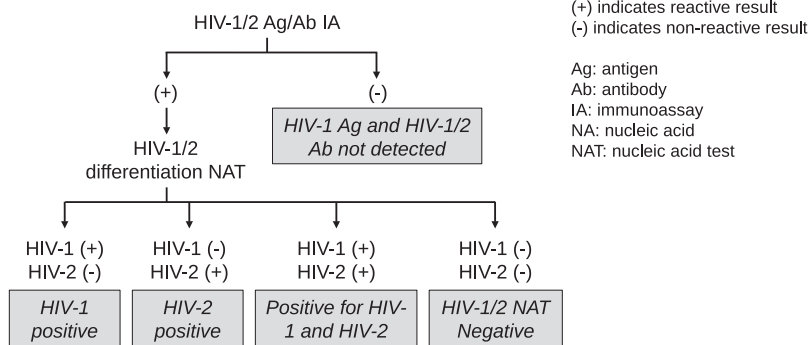 HIV-1/2 Ag/Ab IA
(+)
(-)
HIV-1 Ag and HIV-1/2
Ab not detected
HIV-1/2
differentiation NAT
HIV-1 (+)
HIV-2 (-)
HIV-1
positive
HIV-1 (-)
HIV-2 (+)
HIV-2
positive
HIV-1 (+)
HIV-2 (+)
Positive for HIV-
1 and HIV-2
HIV-1 (-)
HIV-2 (-)
HIV-1/2 NAT
Negative
(+) indicates reactive result
(-) indicates non-reactive result
Ag: antigen
Ab: antibody
IA: immunoassay
NA: nucleic acid
NAT: nucleic acid test